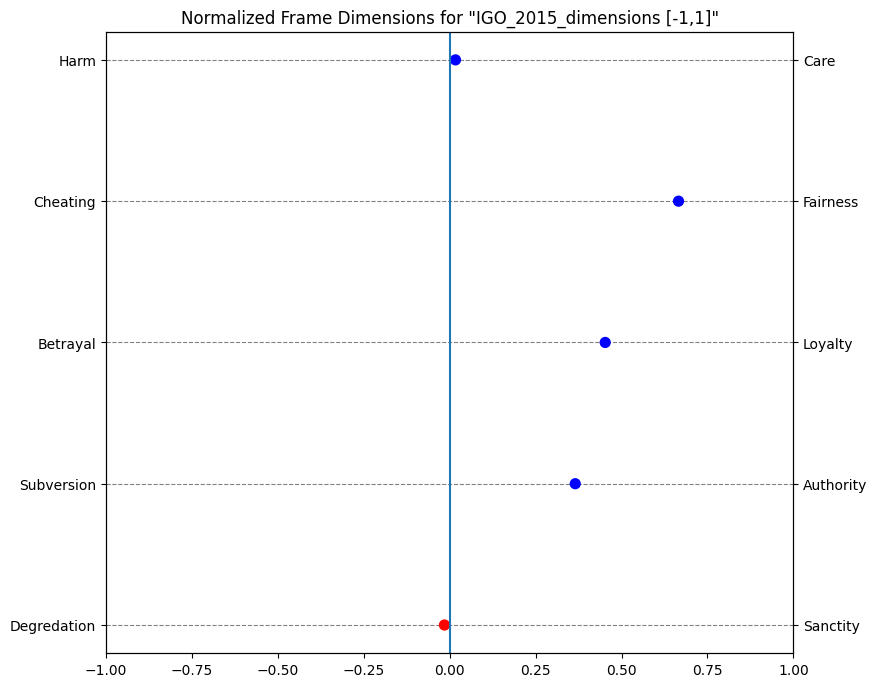 Normalized Frame Dimensions for "IGO_2015_dimensions [-1,1]"
Harm
Care
Cheating
Fairness
Betrayal
Loyalty
Subversion
Authority
Degredation
Sanctity
−1.00 −0.75 −0.50 −0.25 0.00 0.25 0.50 0.75 1.00